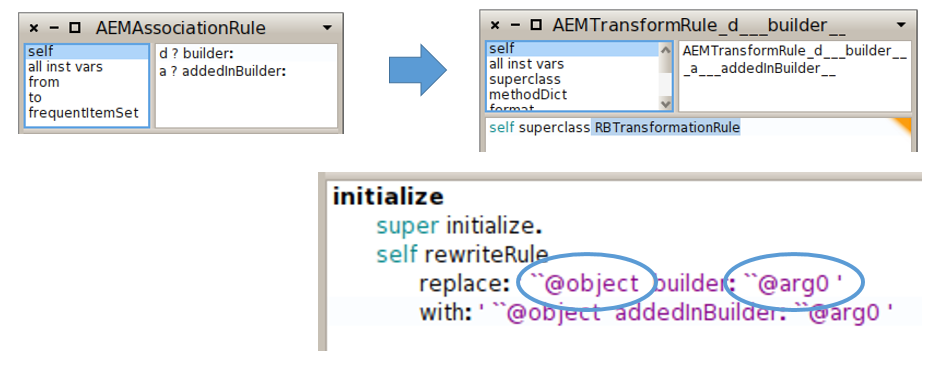 AEMAssociationRule
self
all inst vars
from
to
frequentItemSet
d ? builder:
a ? addedInBuilder:
AEMTransformRule_d___builder__
self
all inst vars
superclass
methodDict
format
AEMTransformRule_d___builder__
_a___addedInBuilder__
self superclass RBTransformationRule
initialize
super initialize.
self rewriteRule
replace: ' ``@object builder: ``@arg0 '
with: ' ``@object addedInBuilder: ``@arg0 '